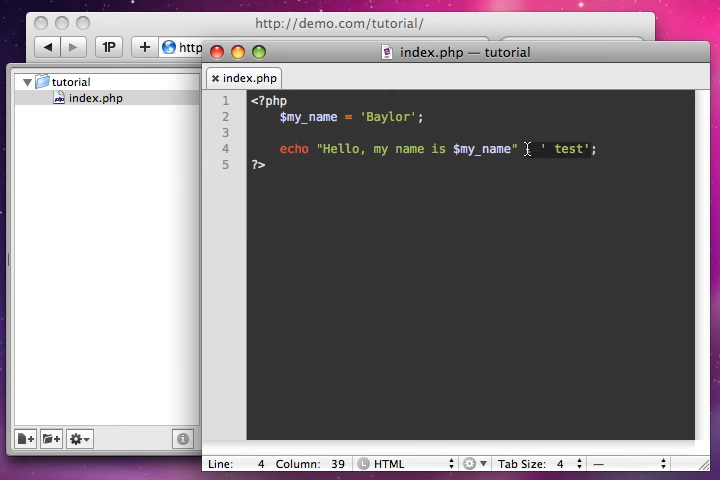 http://demo.com/tutorial/
1P
http
index.php — tutorial
tutorial
index.php
index.php
1 <?php
2 $my_name = 'Baylor';
3
4 echo "Hello, my name is $my_name" ' test';
5 ?>
Line: 4 Column: 39 L HTML Tab Size: 4 —